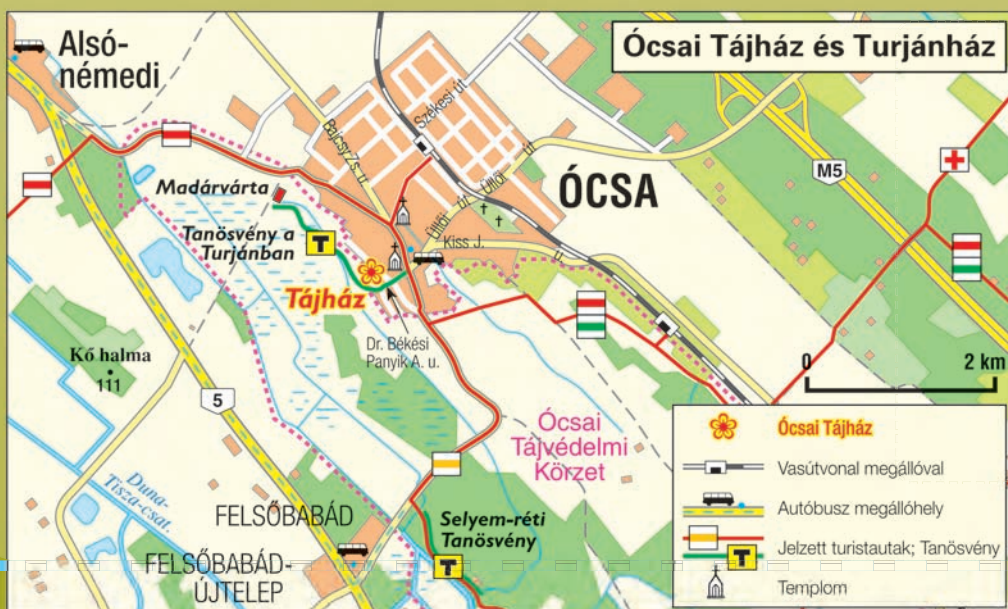 Ócsai Tájház és Turjánház
Alsó-
némedi
Székesi út
Bajcsy Zs. u.
Üllői út
M5
ÓCSA
Madárvárta
Üllői út
Kiss J. u.
Tanösvény a
Turjánban
T
Tájház
Dr. Békési
Panyik A. u.
Kő halma
111
0
2 km
5
Ócsai
Tájvédelmi
Körzet
Duna-
Tisza-csat.
FELSŐBABÁD
Selyem-réti
Tanösvény
T
FELSŐBABÁD-
ÚJTELEP
Ócsai Tájház
Vasútvonal megállóval
Autóbusz megállóhely
Jelzett turistautak; Tanösvény
T
Templom